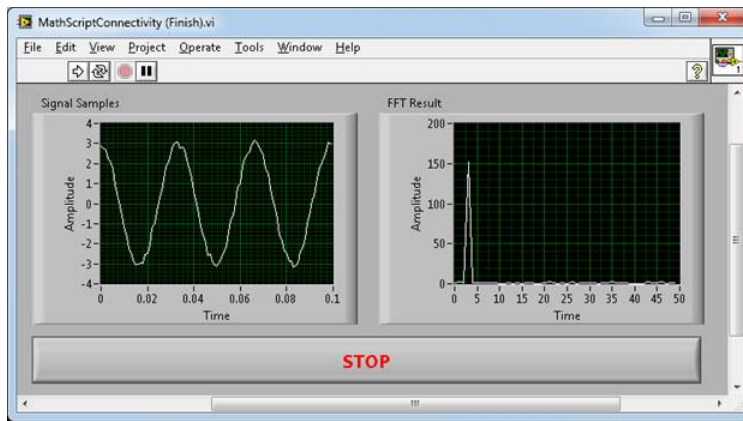 MathScriptConnectivity (Finish).vi
File Edit View Project Operate Tools Window Help
1
Signal Samples
4
3
2
1
0
-1
-2
-3
-4
Amplitude
0 0.02 0.04 0.06 0.08 0.1
Time
FFT Result
200
150
100
50
0
Amplitude
0 5 10 15 20 25 30 35 40 45 50
Time
STOP